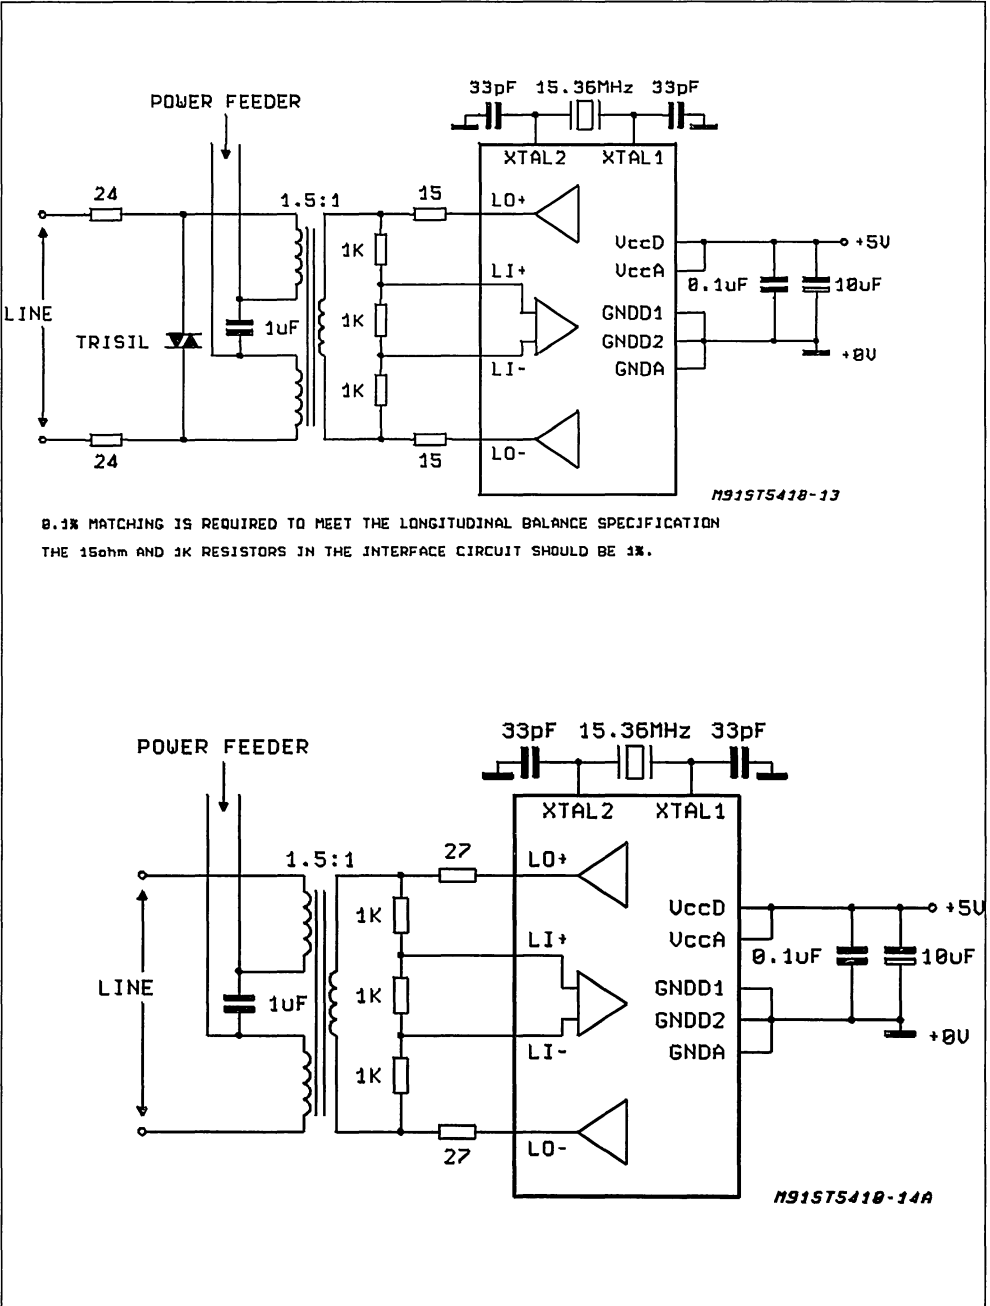 33pF 15.36MHz 33pF
POWER FEEDER
XTAL2 XTAL1
24
1.5:1
15
LO+
1K
VccD
+5V
LI+
VccA
0.1uF
10uF
LINE
TRISIL
1uF
1K
GNDD1
GNDD2
+0V
LI-
GNDA
1K
24
15
LO-
M91ST5410-13
0.1% MATCHING IS REQUIRED TO MEET THE LONGITUDINAL BALANCE SPECIFICATION
THE 15ohm AND 1K RESISTORS IN THE INTERFACE CIRCUIT SHOULD BE 1%.
33pF 15.36MHz 33pF
POWER FEEDER
XTAL2 XTAL1
1.5:1
27
LO+
1K
VccD
+5V
LI+
VccA
0.1uF
10uF
LINE
1uF
1K
GNDD1
GNDD2
+0V
LI-
GNDA
1K
27
LO-
M91ST5410-14A